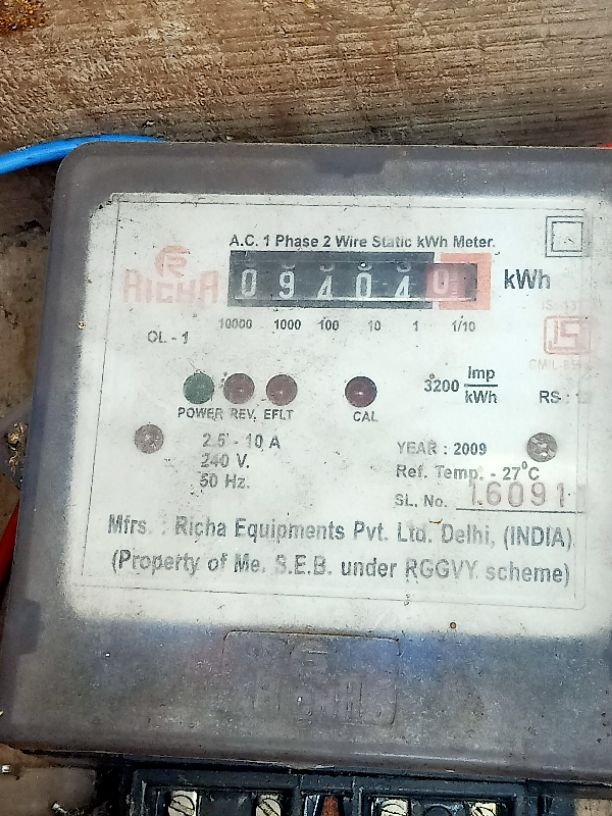 A.C. 1 Phase 2 Wire Static kWh Meter.
RICHA
0 9 4 0 4 0 kWh
10000 1000 100 10 1 1/10
OL - 1
3200 Imp/kWh
POWER REV. EFLT CAL
RS :
2.5 - 10 A
240 V.
50 Hz.
YEAR : 2009
Ref. Temp. - 27°C
SL. No. 16091
Mfrs. : Richa Equipments Pvt. Ltd. Delhi, (INDIA)
(Property of Me. S.E.B. under RGGVY scheme)